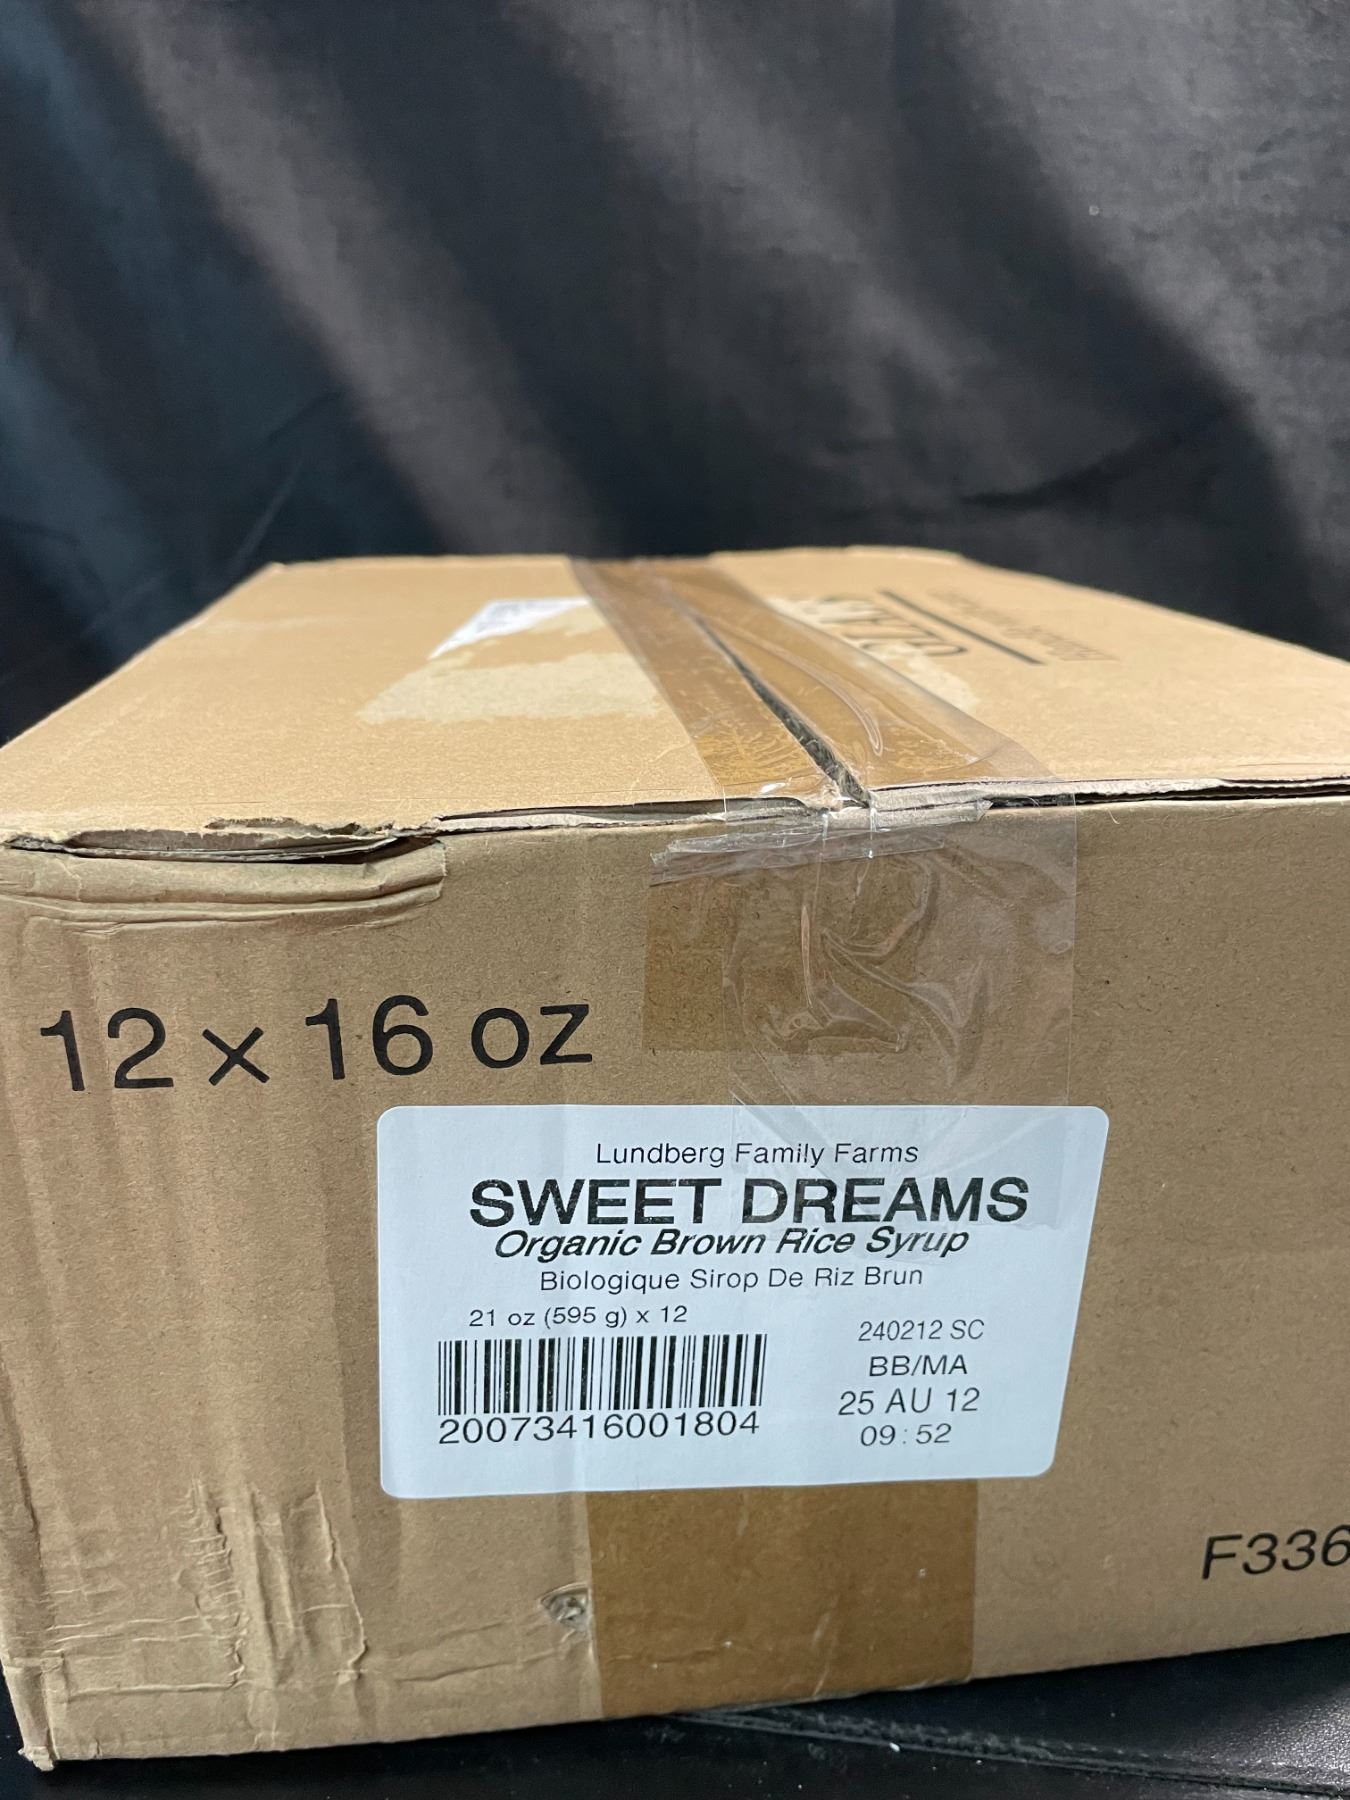 12 x 16 oz
Lundberg Family Farms
SWEET DREAMS
Organic Brown Rice Syrup
Biologique Sirop De Riz Brun
21 oz (595 g) x 12
240212 SC
BB/MA
25 AU 12
09:52
20073416001804
F336